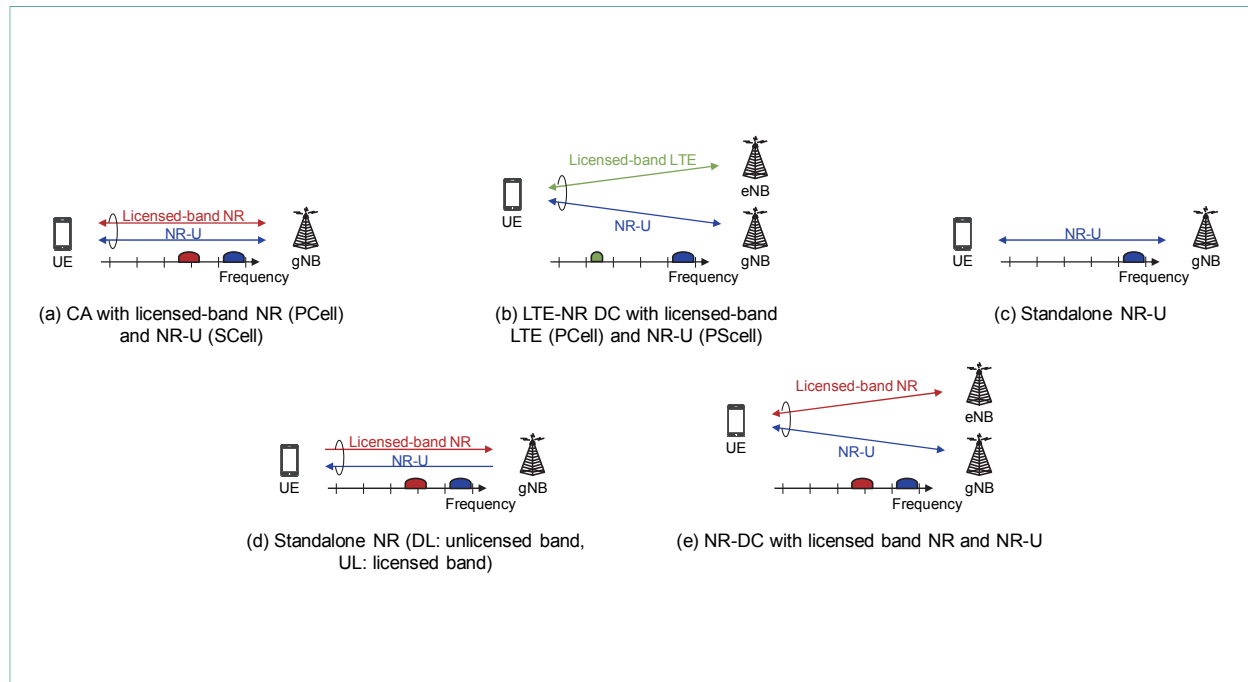 Licensed-band NR
NR-U
UE
gNB
Frequency
(a) CA with licensed-band NR (PCell)
and NR-U (SCell)
Licensed-band LTE
eNB
UE
NR-U
gNB
Frequency
(b) LTE-NR DC with licensed-band
LTE (PCell) and NR-U (PScell)
NR-U
UE
gNB
Frequency
(c) Standalone NR-U
Licensed-band NR
NR-U
UE
gNB
Frequency
(d) Standalone NR (DL: unlicensed band,
UL: licensed band)
Licensed-band NR
eNB
UE
NR-U
gNB
Frequency
(e) NR-DC with licensed band NR and NR-U